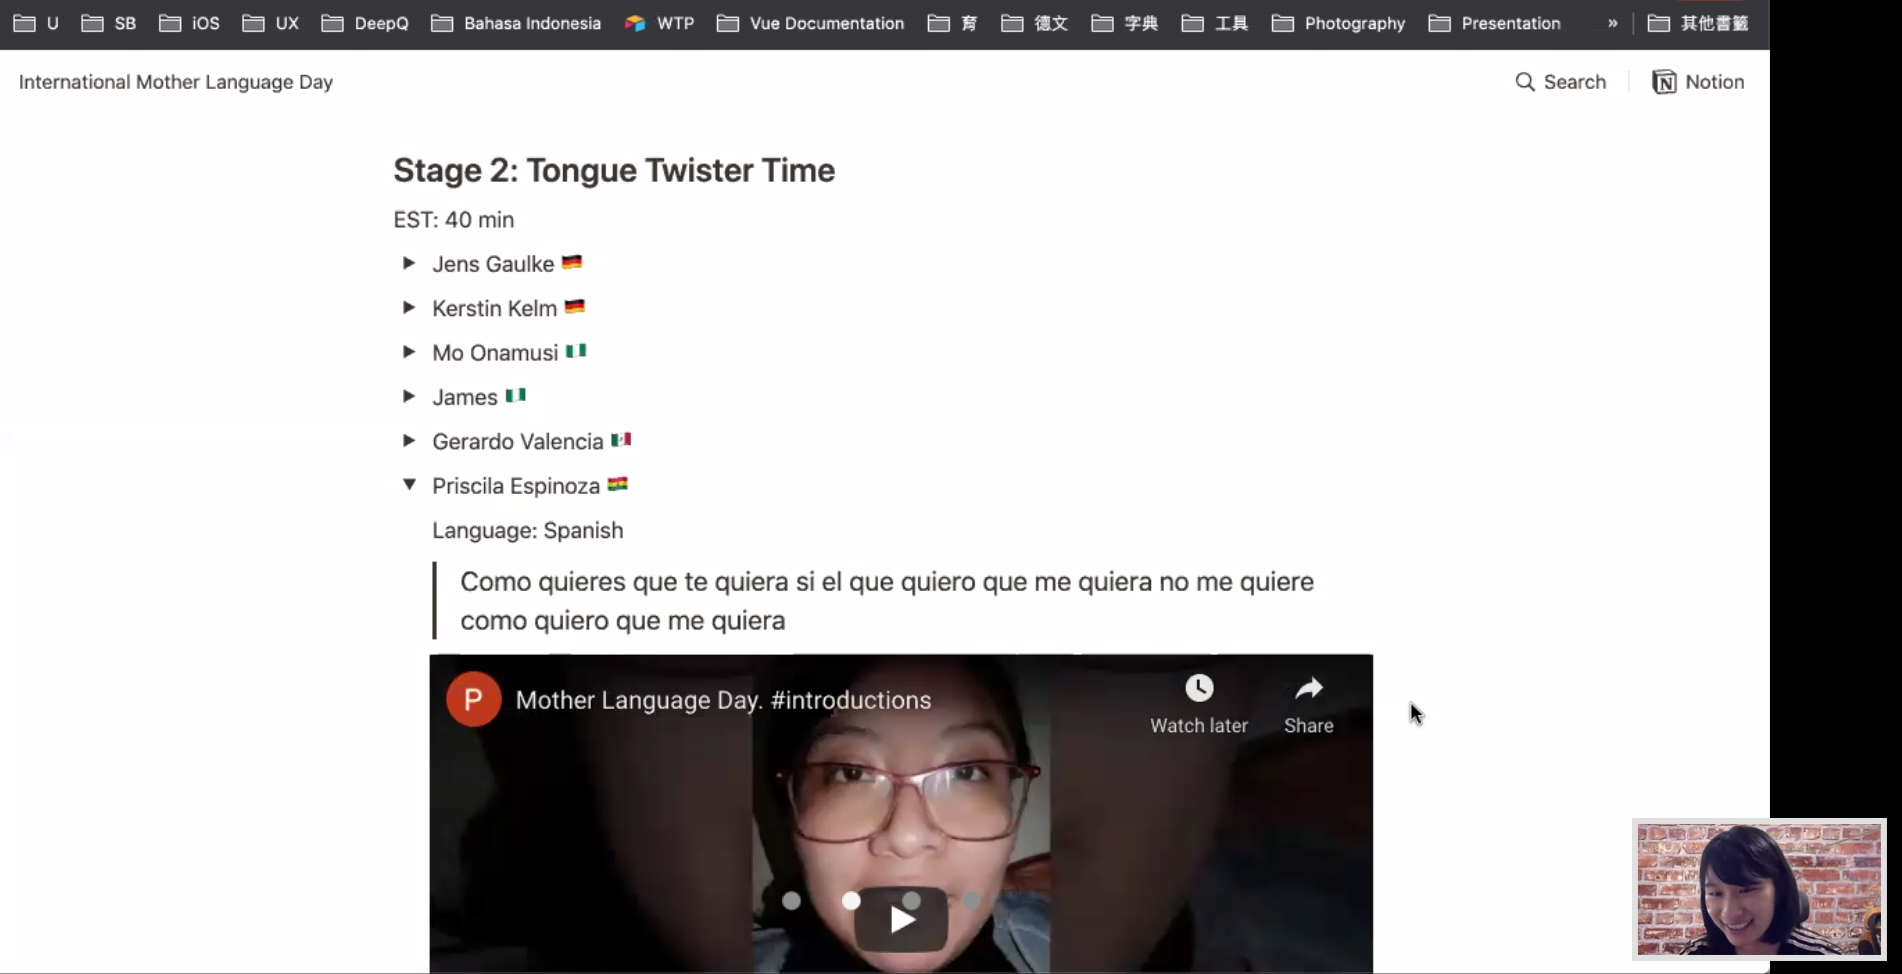 U SB iOS UX DeepQ Bahasa Indonesia WTP Vue Documentation 育 德文 字典 工具 Photography Presentation » 其他書籤
International Mother Language Day Search Notion
Stage 2: Tongue Twister Time
EST: 40 min
Jens Gaulke
Kerstin Kelm
Mo Onamusi
James
Gerardo Valencia
Priscila Espinoza
Language: Spanish
Como quieres que te quiera si el que quiero que me quiera no me quiere
como quiero que me quiera
P Mother Language Day. #introductions
Watch later Share